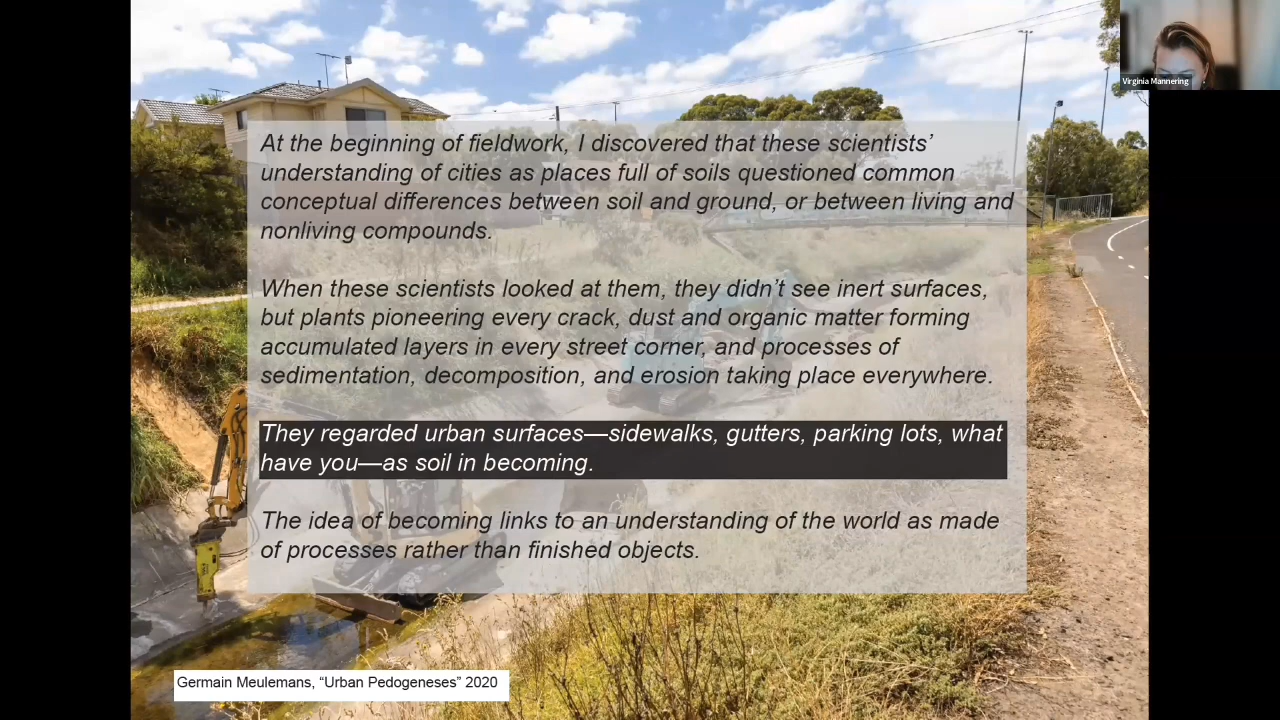 Virginia Mannering
At the beginning of fieldwork, I discovered that these scientists’
understanding of cities as places full of soils questioned common
conceptual differences between soil and ground, or between living and
nonliving compounds.
When these scientists looked at them, they didn’t see inert surfaces,
but plants pioneering every crack, dust and organic matter forming
accumulated layers in every street corner, and processes of
sedimentation, decomposition, and erosion taking place everywhere.
They regarded urban surfaces—sidewalks, gutters, parking lots, what
have you—as soil in becoming.
The idea of becoming links to an understanding of the world as made
of processes rather than finished objects.
Germain Meulemans, “Urban Pedogeneses” 2020